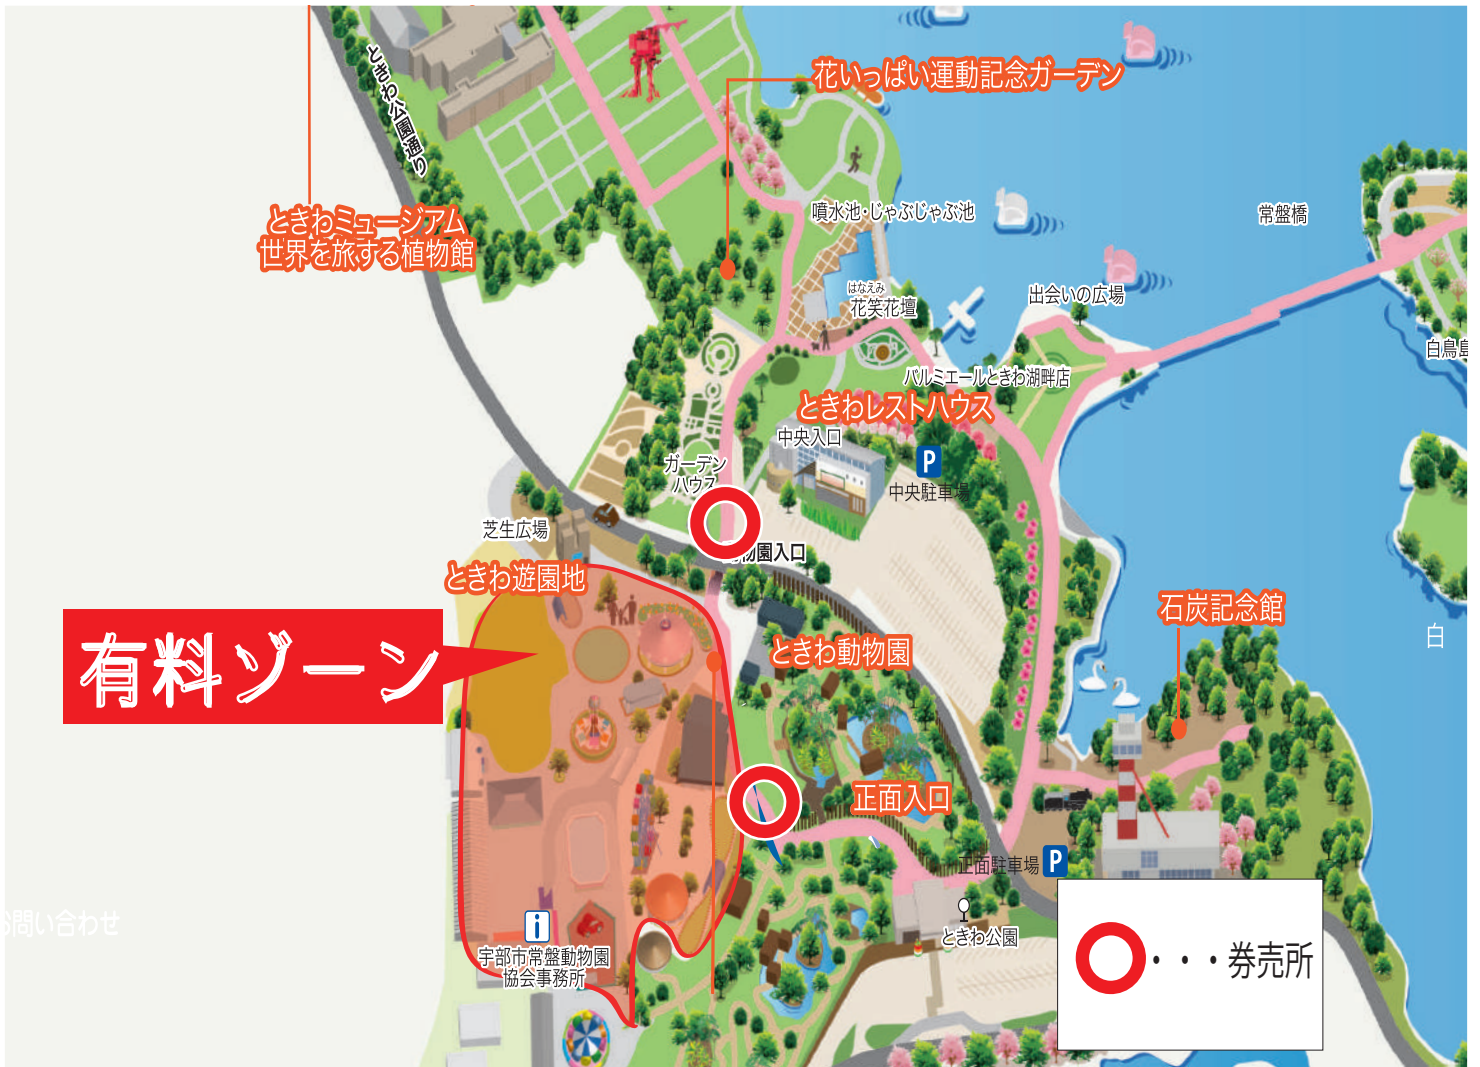 ときわ公園通り
花いっぱい運動記念ガーデン
ときわミュージアム
世界を旅する植物館
噴水池・じゃぶじゃぶ池
常盤橋
はなえみ
花笑花壇
出会いの広場
白鳥島
パルミエールときわ湖畔店
ときわレストハウス
中央入口
P
中央駐車場
ガーデン
ハウス
芝生広場
物園入口
ときわ遊園地
石炭記念館
白
有料ゾーン
ときわ動物園
正面入口
正面駐車場 P
お問い合わせ
i
宇部市常盤動物園
協会事務所
ときわ公園
・・・券売所